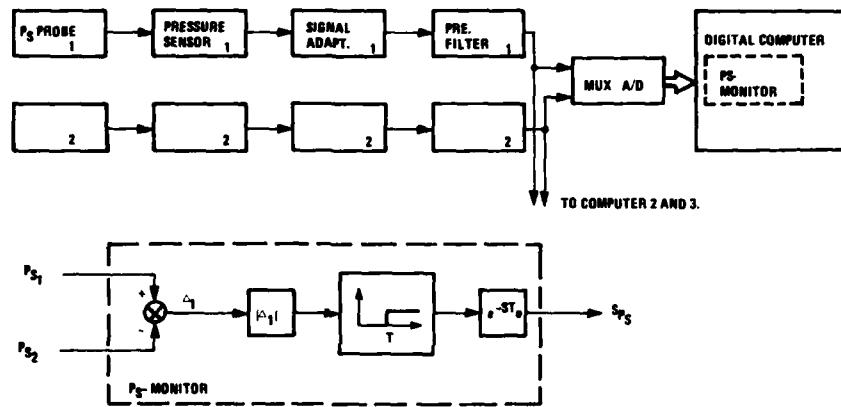 PS PROBE 1
PRESSURE SENSOR 1
SIGNAL ADAPT. 1
PRE. FILTER 1
MUX A/D
DIGITAL COMPUTER
PS-MONITOR
2
2
2
2
TO COMPUTER 2 AND 3.
PS1
+
Δ1
-
|Δ1|
T
e-STe
SPS
PS2
PS-MONITOR